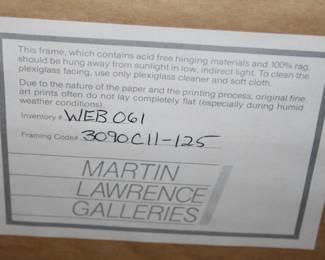 This frame, which contains acid free hinging materials and 100% rag,
should be hung away from sunlight in low, indirect light. To clean the
plexiglass facing, use only plexiglass cleaner and soft cloth.
Due to the nature of the paper and the printing process, original fine
art prints often do not lay completely flat (especially during humid
weather conditions).
Inventory # WEB 061
Framing Code# 3090C11-125
MARTIN
LAWRENCE
GALLERIES